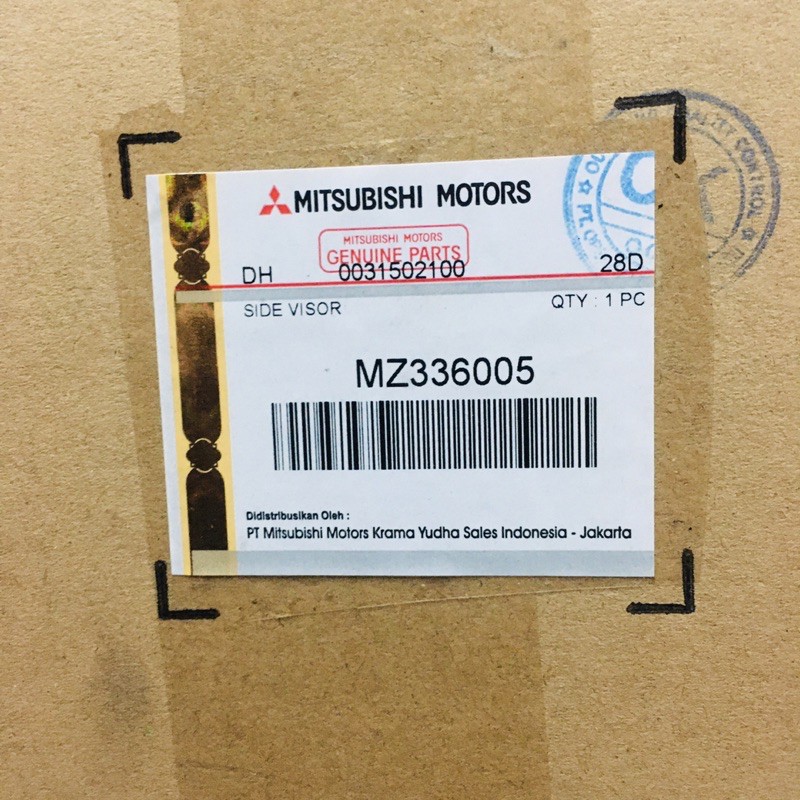 MITSUBISHI MOTORS
MITSUBISHI MOTORS
GENUINE PARTS
DH 0031502100 28D
SIDE VISOR QTY : 1 PC
MZ336005
Didistribusikan Oleh :
PT Mitsubishi Motors Krama Yudha Sales Indonesia - Jakarta
CONTROL